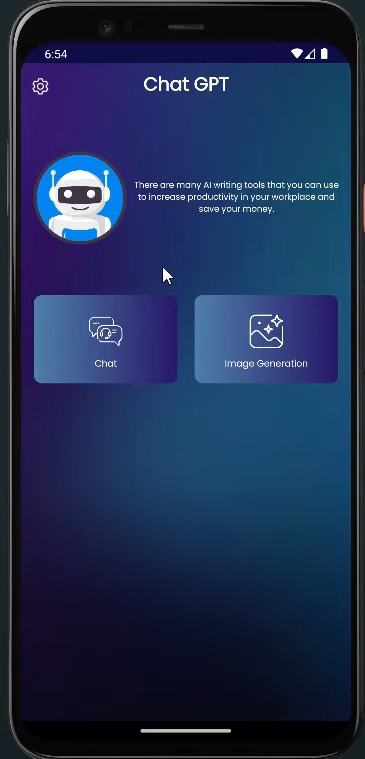 6:54
Chat GPT
There are many AI writing tools that you can use
to increase productivity in your workplace and
save your money.
Chat
Image Generation